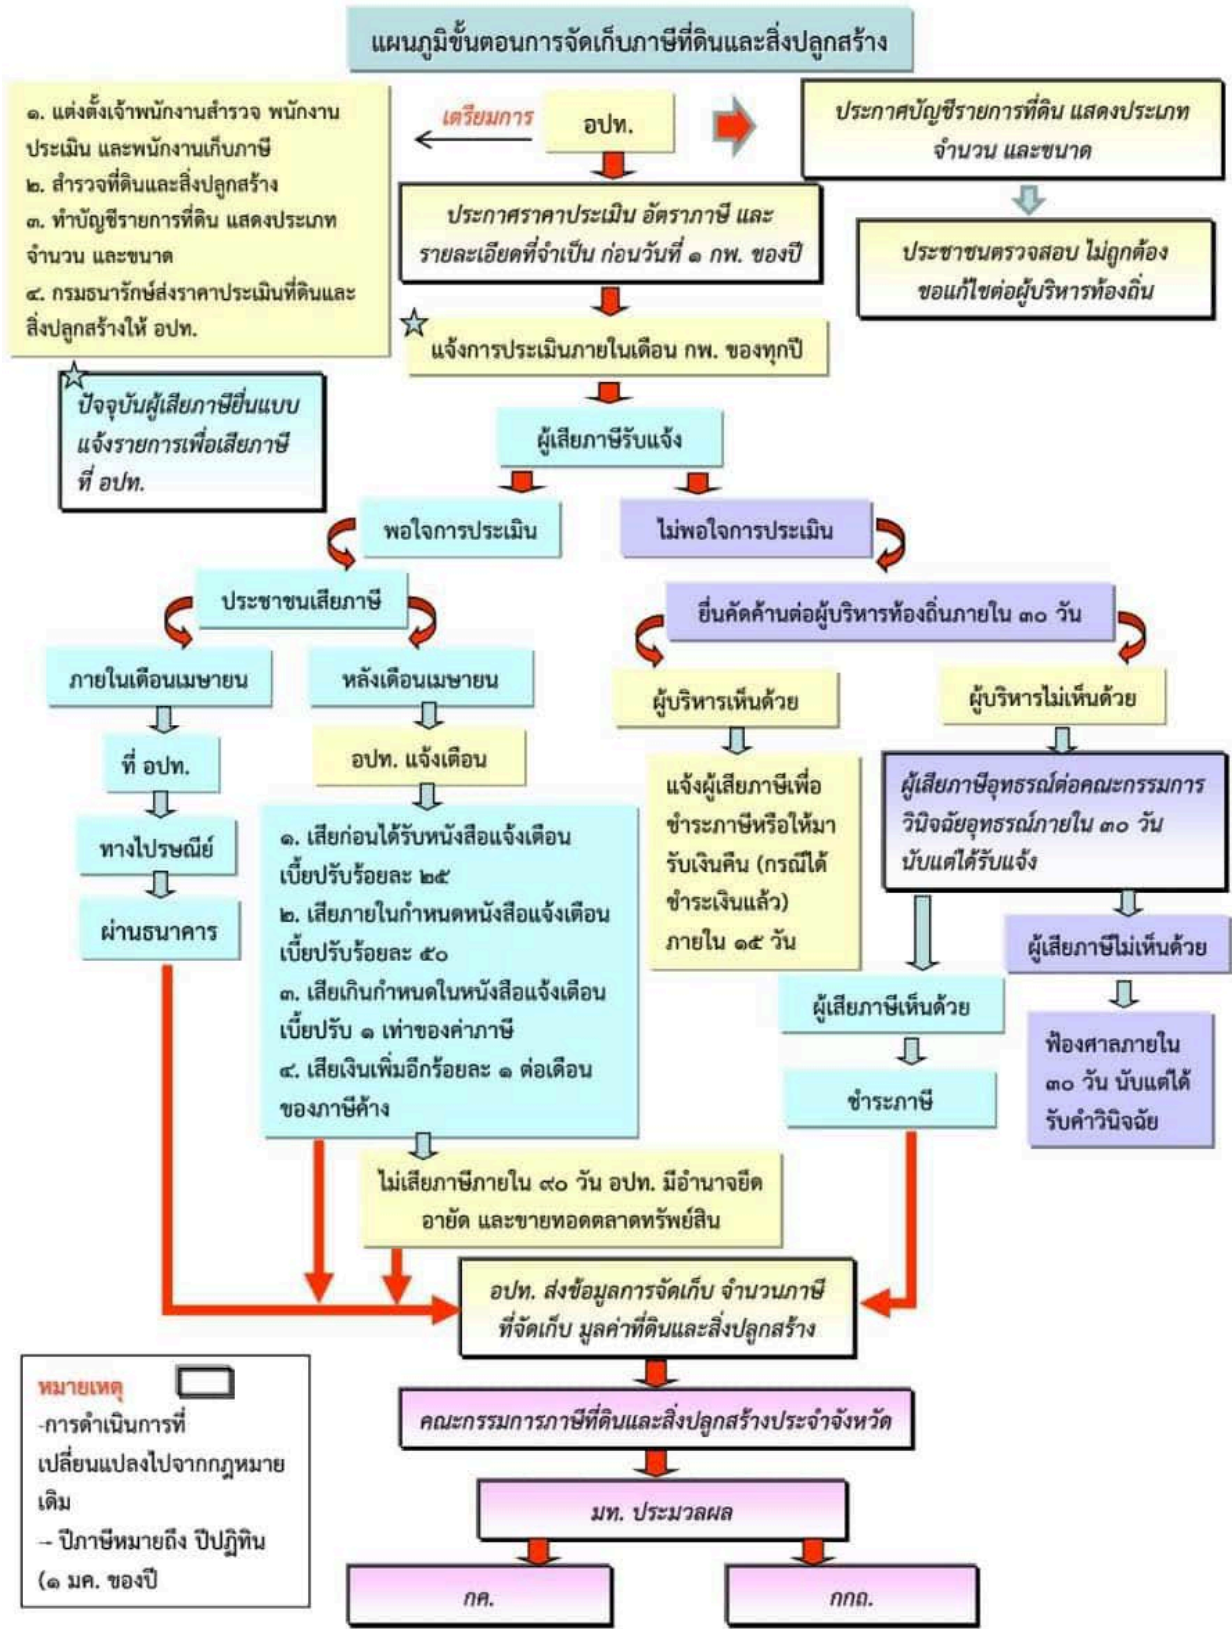 แผนภูมิขั้นตอนการจัดเก็บภาษีที่ดินและสิ่งปลูกสร้าง
๑. แต่งตั้งเจ้าพนักงานสำรวจ พนักงาน
ประเมิน และพนักงานเก็บภาษี
๒. สำรวจที่ดินและสิ่งปลูกสร้าง
๓. ทำบัญชีรายการที่ดิน แสดงประเภท
จำนวน และขนาด
๔. กรมธนารักษ์ส่งราคาประเมินที่ดินและ
สิ่งปลูกสร้างให้ อปท.
เตรียมการ
อปท.
ประกาศบัญชีรายการที่ดิน แสดงประเภท
จำนวน และขนาด
ประกาศราคาประเมิน อัตราภาษี และ
รายละเอียดที่จำเป็น ก่อนวันที่ ๑ กพ. ของปี
ประชาชนตรวจสอบ ไม่ถูกต้อง
ขอแก้ไขต่อผู้บริหารท้องถิ่น
แจ้งการประเมินภายในเดือน กพ. ของทุกปี
ปัจจุบันผู้เสียภาษียื่นแบบ
แจ้งรายการเพื่อเสียภาษี
ที่ อปท.
ผู้เสียภาษีรับแจ้ง
พอใจการประเมิน
ไม่พอใจการประเมิน
ประชาชนเสียภาษี
ยื่นคัดค้านต่อผู้บริหารท้องถิ่นภายใน ๓๐ วัน
ภายในเดือนเมษายน
หลังเดือนเมษายน
ผู้บริหารเห็นด้วย
ผู้บริหารไม่เห็นด้วย
ที่ อปท.
ทางไปรษณีย์
ผ่านธนาคาร
อปท. แจ้งเตือน
๑. เสียก่อนได้รับหนังสือแจ้งเตือน
เบี้ยปรับร้อยละ ๒๕
๒. เสียภายในกำหนดหนังสือแจ้งเตือน
เบี้ยปรับร้อยละ ๕๐
๓. เสียเกินกำหนดในหนังสือแจ้งเตือน
เบี้ยปรับ ๑ เท่าของค่าภาษี
๔. เสียเงินเพิ่มอีกร้อยละ ๑ ต่อเดือน
ของภาษีค้าง
แจ้งผู้เสียภาษีเพื่อ
ชำระภาษีหรือให้มา
รับเงินคืน (กรณีได้
ชำระเงินแล้ว)
ภายใน ๑๕ วัน
ผู้เสียภาษีอุทธรณ์ต่อคณะกรรมการ
วินิจฉัยอุทธรณ์ภายใน ๓๐ วัน
นับแต่ได้รับแจ้ง
ผู้เสียภาษีไม่เห็นด้วย
ผู้เสียภาษีเห็นด้วย
ฟ้องศาลภายใน
๓๐ วัน นับแต่ได้
รับคำวินิจฉัย
ชำระภาษี
ไม่เสียภาษีภายใน ๙๐ วัน อปท. มีอำนาจยึด
อายัด และขายทอดตลาดทรัพย์สิน
อปท. ส่งข้อมูลการจัดเก็บ จำนวนภาษี
ที่จัดเก็บ มูลค่าที่ดินและสิ่งปลูกสร้าง
คณะกรรมการภาษีที่ดินและสิ่งปลูกสร้างประจำจังหวัด
มท. ประมวลผล
กค.
กกถ.
หมายเหตุ
-การดำเนินการที่
เปลี่ยนแปลงไปจากกฎหมาย
เดิม
-- ปีภาษีหมายถึง ปีปฏิทิน
(๑ มค. ของปี